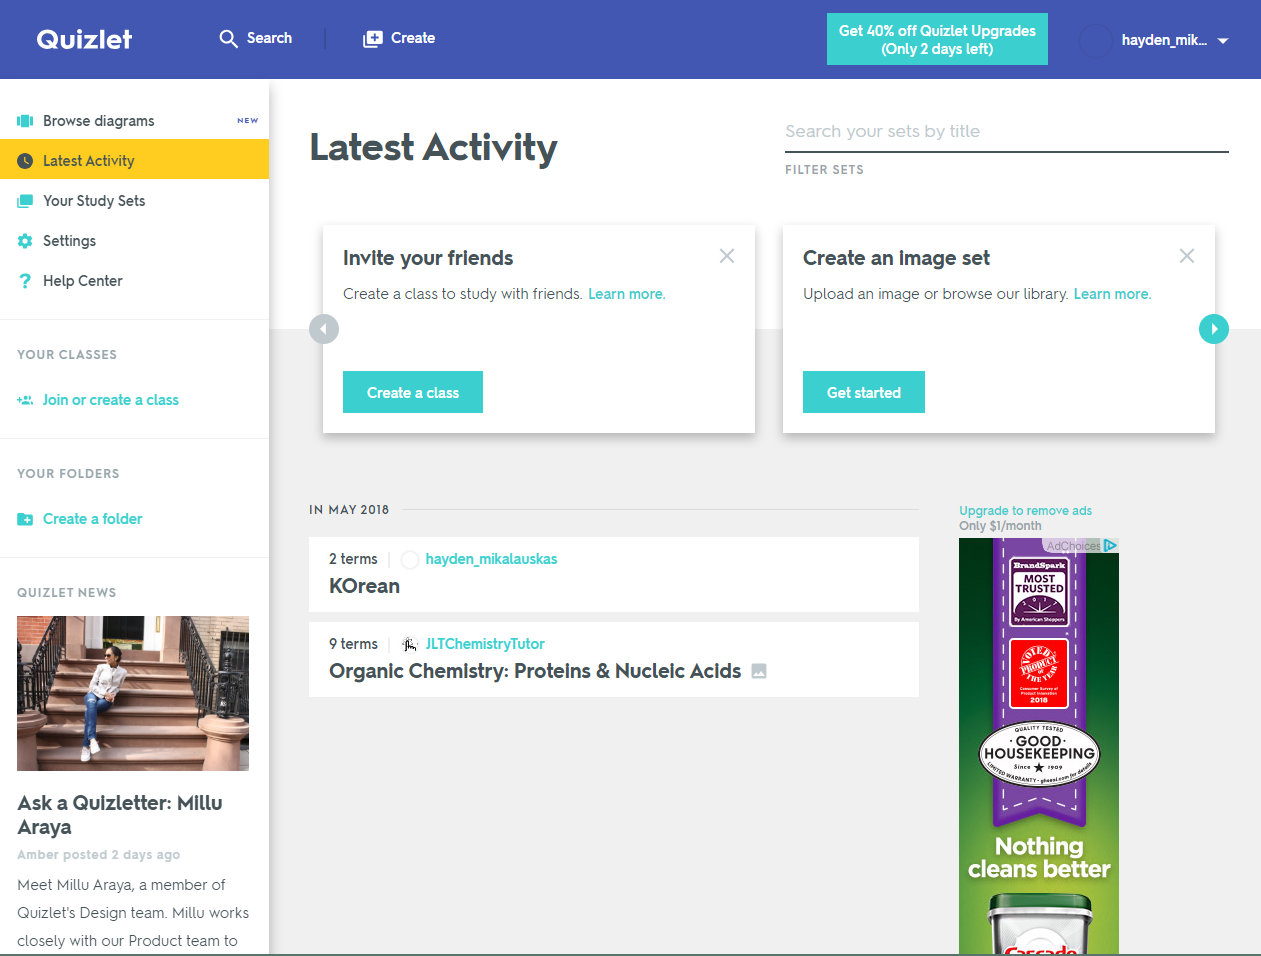 Quizlet
Search
Create
Get 40% off Quizlet Upgrades
(Only 2 days left)
hayden_mik...
Browse diagrams
NEW
Latest Activity
Your Study Sets
Settings
Help Center
YOUR CLASSES
Join or create a class
YOUR FOLDERS
Create a folder
QUIZLET NEWS
Ask a Quizletter: Millu
Araya
Amber posted 2 days ago
Meet Millu Araya, a member of
Quizlet's Design team. Millu works
closely with our Product team to
Latest Activity
Search your sets by title
FILTER SETS
Invite your friends
Create a class to study with friends. Learn more.
Create a class
Create an image set
Upload an image or browse our library. Learn more.
Get started
IN MAY 2018
2 terms
hayden_mikalauskas
KOrean
9 terms
JLTChemistryTutor
Organic Chemistry: Proteins & Nucleic Acids
Upgrade to remove ads
Only $1/month
AdChoices
BrandSpark
MOST
TRUSTED
By American Shoppers
VOTED
PRODUCT
OF THE YEAR
Consumer Survey of
Product Innovation
2018
QUALITY TESTED
·GOOD·
HOUSEKEEPING
Since ★ 1909
LIMITED WARRANTY · ghseal.com for details
Nothing
cleans better
Cascade